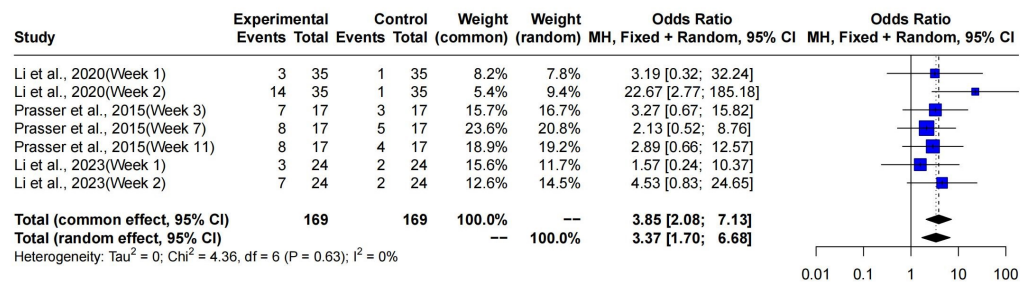 Experimental Control Weight Weight Odds Ratio Odds Ratio
Study Events Total Events Total (common) (random) MH, Fixed + Random, 95% CI MH, Fixed + Random, 95% CI
Li et al., 2020(Week 1) 3 35 1 35 8.2% 7.8% 3.19 [0.32; 32.24]
Li et al., 2020(Week 2) 14 35 1 35 5.4% 9.4% 22.67 [2.77; 185.18]
Prasser et al., 2015(Week 3) 7 17 3 17 15.7% 16.7% 3.27 [0.67; 15.82]
Prasser et al., 2015(Week 7) 8 17 5 17 23.6% 20.8% 2.13 [0.52; 8.76]
Prasser et al., 2015(Week 11) 8 17 4 17 18.9% 19.2% 2.89 [0.66; 12.57]
Li et al., 2023(Week 1) 3 24 2 24 15.6% 11.7% 1.57 [0.24; 10.37]
Li et al., 2023(Week 2) 7 24 2 24 12.6% 14.5% 4.53 [0.83; 24.65]
Total (common effect, 95% CI) 169 169 100.0% −− 3.85 [2.08; 7.13]
Total (random effect, 95% CI) −− 100.0% 3.37 [1.70; 6.68]
Heterogeneity: Tau² = 0; Chi² = 4.36, df = 6 (P = 0.63); I² = 0%
0.01 0.1 1 10 100